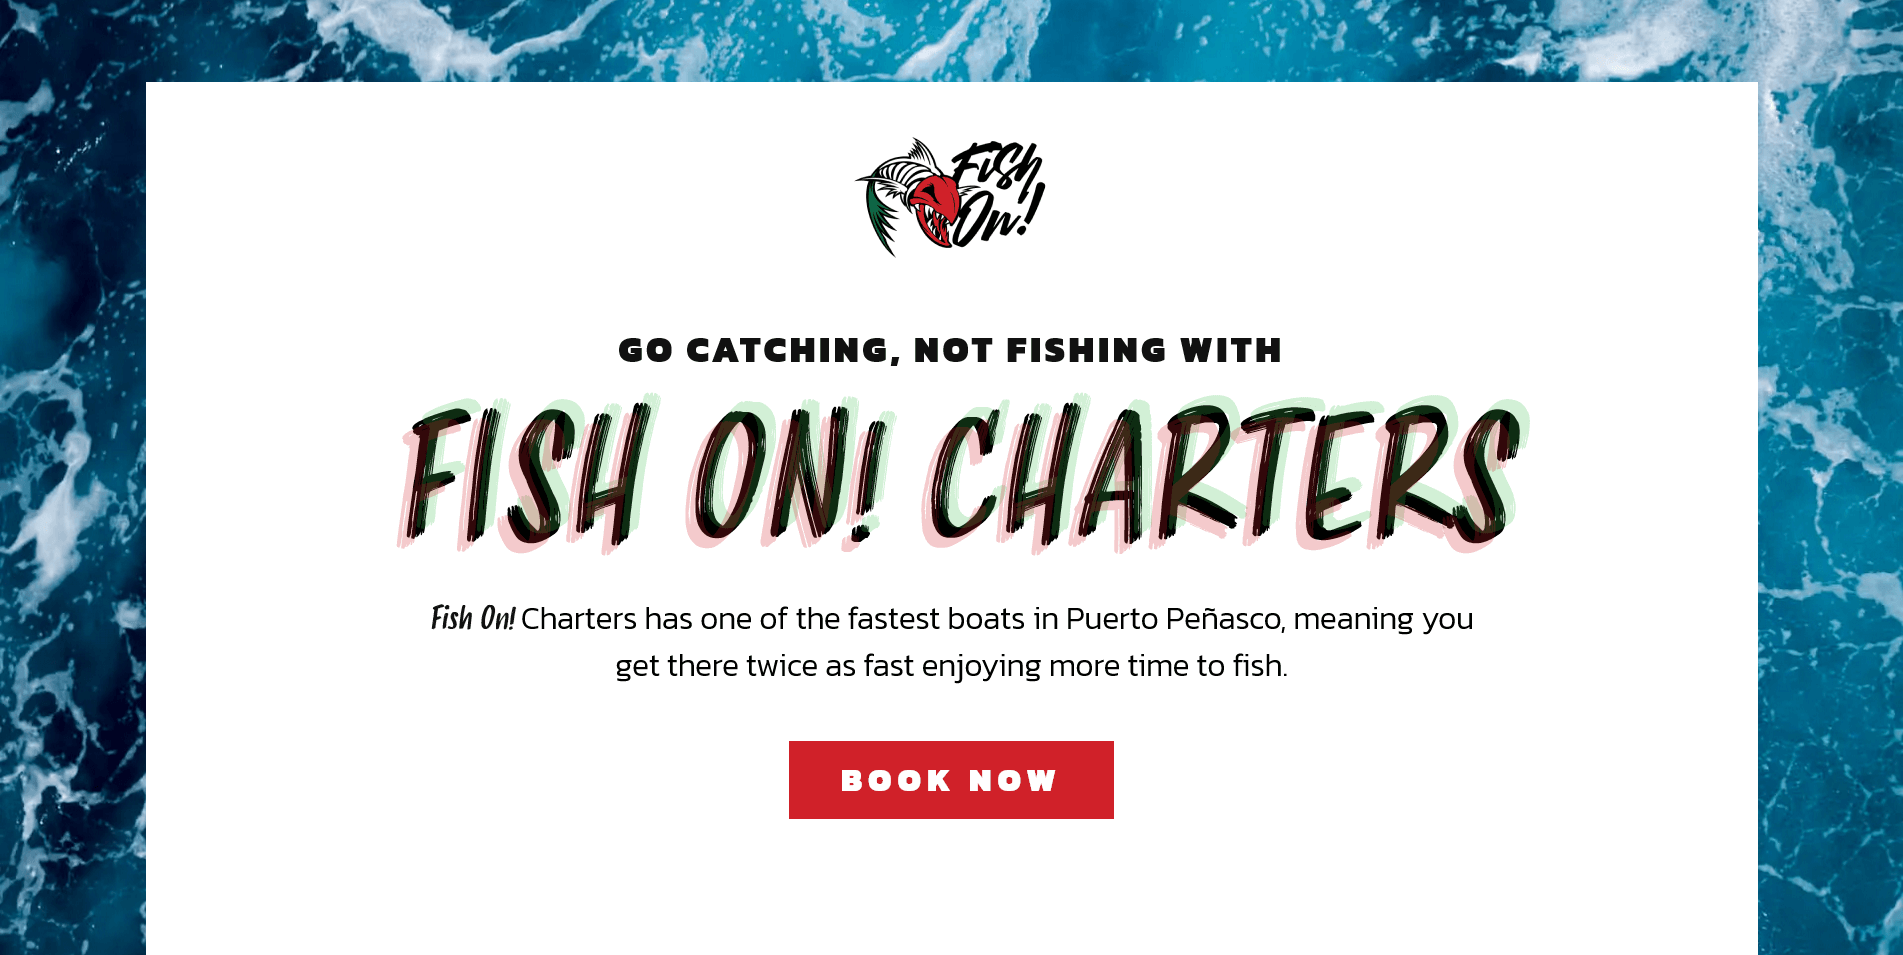 Fish
On!
GO CATCHING, NOT FISHING WITH
FISH ON! CHARTERS
Fish On! Charters has one of the fastest boats in Puerto Peñasco, meaning you
get there twice as fast enjoying more time to fish.
BOOK NOW